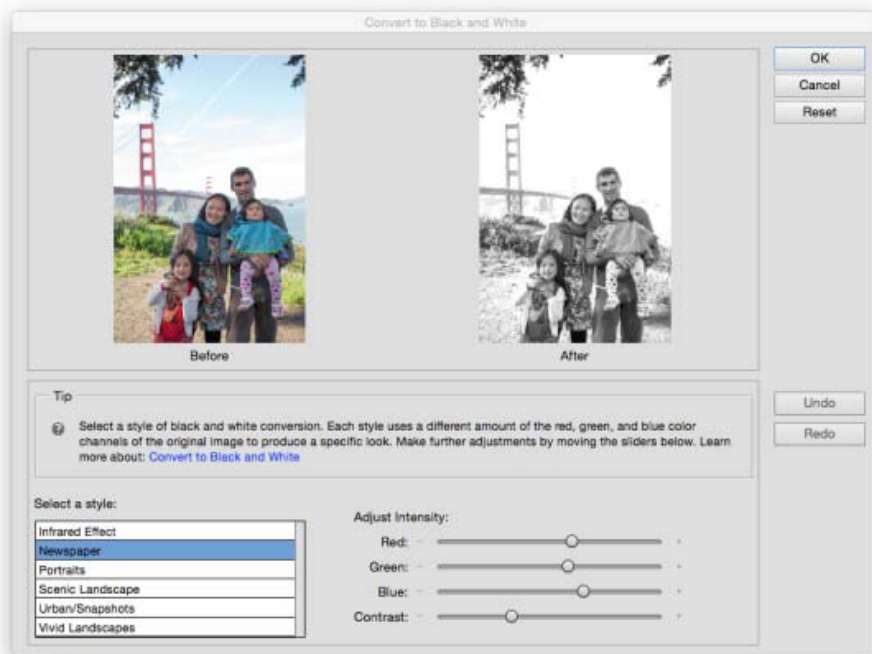 Convert to Black and White
OK
Cancel
Reset
Before
After
Tip
Select a style of black and white conversion. Each style uses a different amount of the red, green, and blue color
channels of the original image to produce a specific look. Make further adjustments by moving the sliders below. Learn
more about: Convert to Black and White
Undo
Redo
Select a style:
Infrared Effect
Newspaper
Portraits
Scenic Landscape
Urban/Snapshots
Vivid Landscapes
Adjust Intensity:
Red:
Green:
Blue:
Contrast: